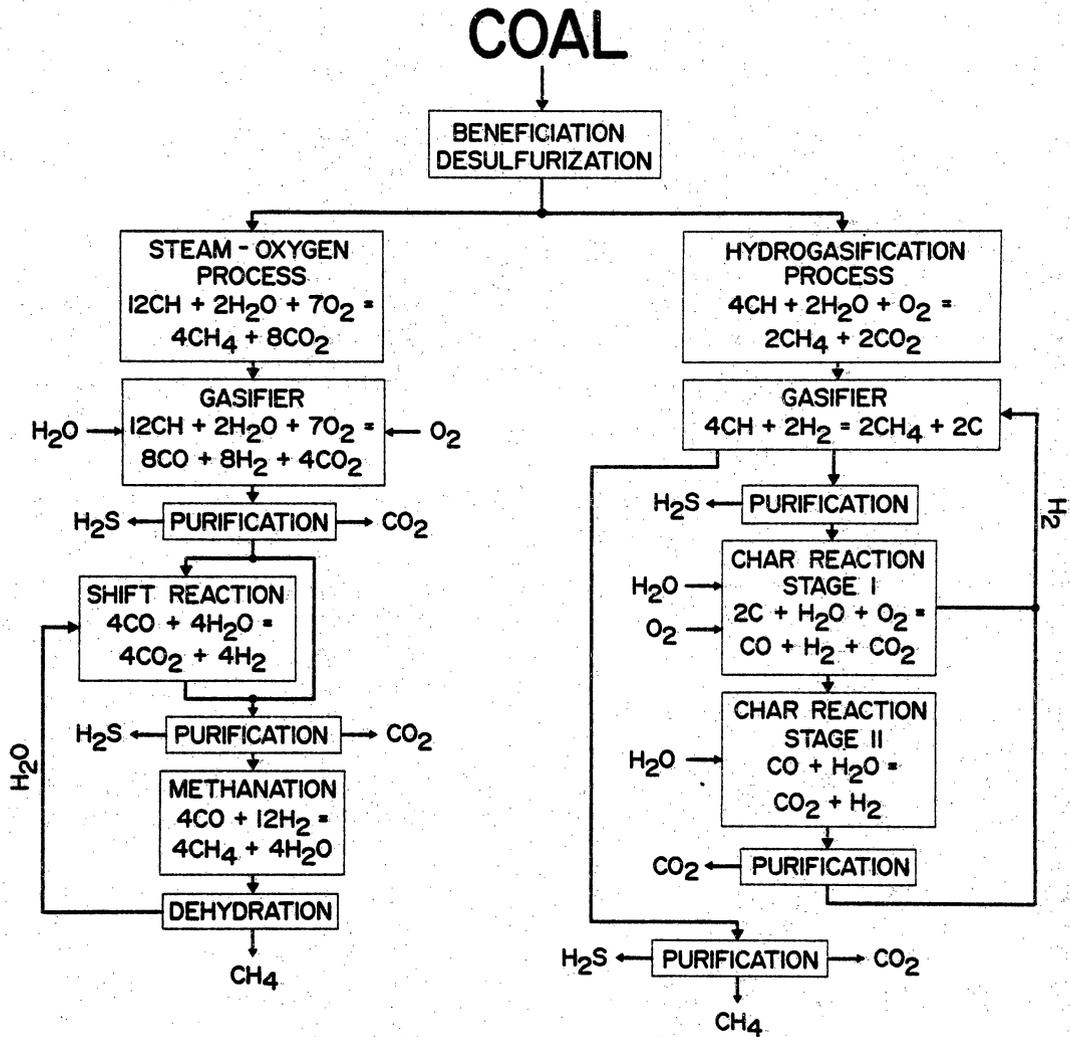 COAL
BENEFICIATION
DESULFURIZATION
STEAM - OXYGEN
PROCESS
12CH + 2H₂O + 7O₂ =
4CH₄ + 8CO₂
GASIFIER
12CH + 2H₂O + 7O₂ =
8CO + 8H₂ + 4CO₂
H₂O
O₂
PURIFICATION
H₂S
CO₂
SHIFT REACTION
4CO + 4H₂O =
4CO₂ + 4H₂
PURIFICATION
H₂S
CO₂
METHANATION
4CO + 12H₂ =
4CH₄ + 4H₂O
DEHYDRATION
H₂O
CH₄
HYDROGASIFICATION
PROCESS
4CH + 2H₂O + O₂ =
2CH₄ + 2CO₂
GASIFIER
4CH + 2H₂ = 2CH₄ + 2C
H₂S
PURIFICATION
H₂
CHAR REACTION
STAGE I
2C + H₂O + O₂ =
CO + H₂ + CO₂
H₂O
O₂
CHAR REACTION
STAGE II
CO + H₂O =
CO₂ + H₂
H₂O
CO₂
PURIFICATION
H₂S
PURIFICATION
CO₂
CH₄